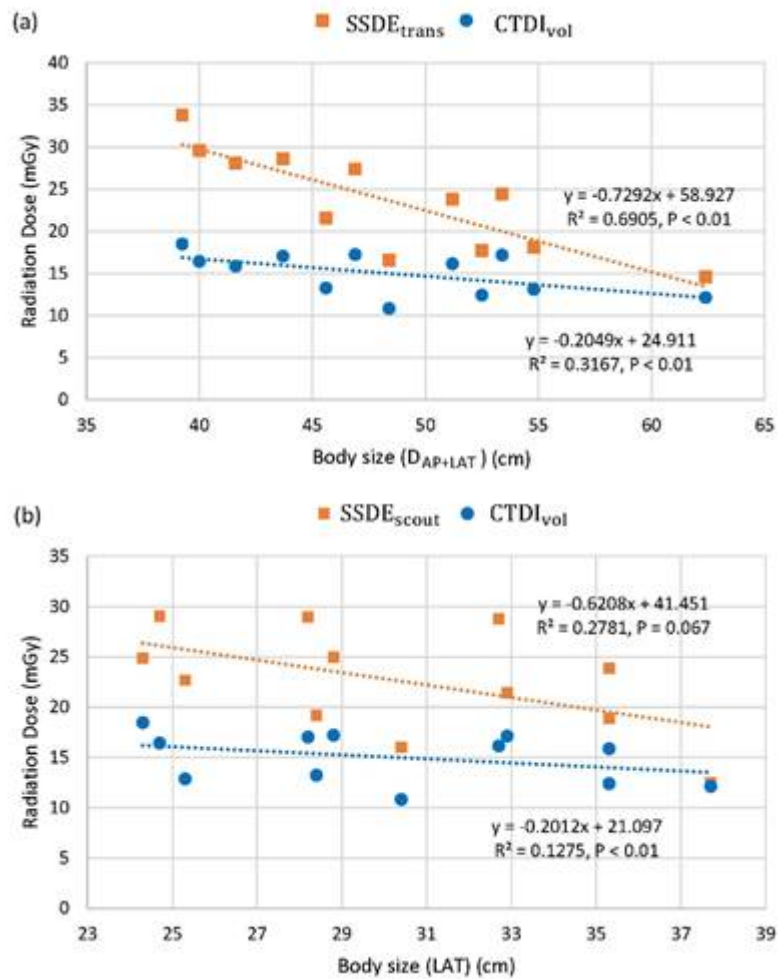 (a)
SSDEtrans CTDIvol
40
35
30
25
20
15
10
5
0
Radiation Dose (mGy)
y = -0.7292x + 58.927
R² = 0.6905, P < 0.01
y = -0.2049x + 24.911
R² = 0.3167, P < 0.01
35 40 45 50 55 60 65
Body size (DAP+LAT) (cm)
(b)
SSDEscout CTDIvol
35
30
25
20
15
10
5
0
Radiation Dose (mGy)
y = -0.6208x + 41.451
R² = 0.2781, P = 0.067
y = -0.2012x + 21.097
R² = 0.1275, P < 0.01
23 25 27 29 31 33 35 37 39
Body size (LAT) (cm)